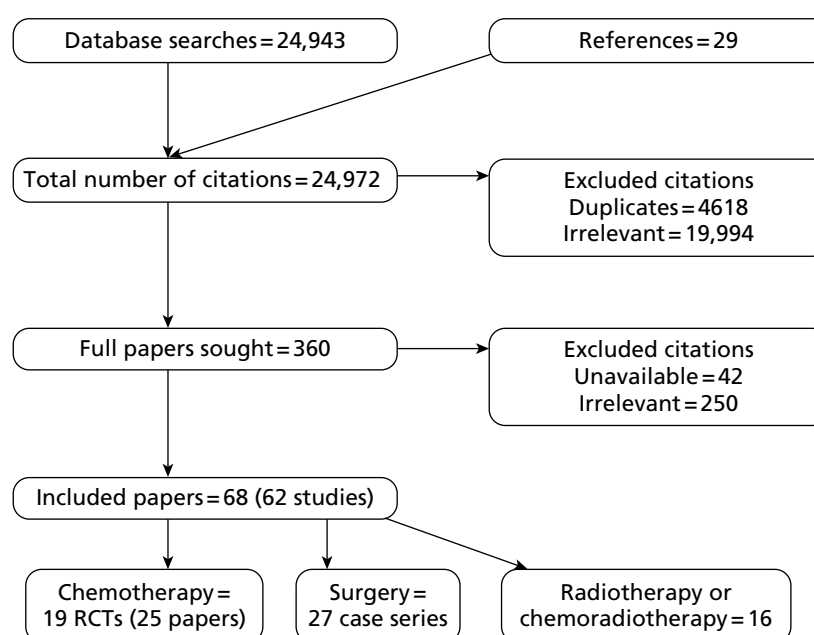 Database searches=24,943
References=29
Total number of citations=24,972
Excluded citations
Duplicates=4618
Irrelevant=19,994
Full papers sought=360
Excluded citations
Unavailable=42
Irrelevant=250
Included papers=68 (62 studies)
Chemotherapy=
19 RCTs (25 papers)
Surgery=
27 case series
Radiotherapy or
chemoradiotherapy=16